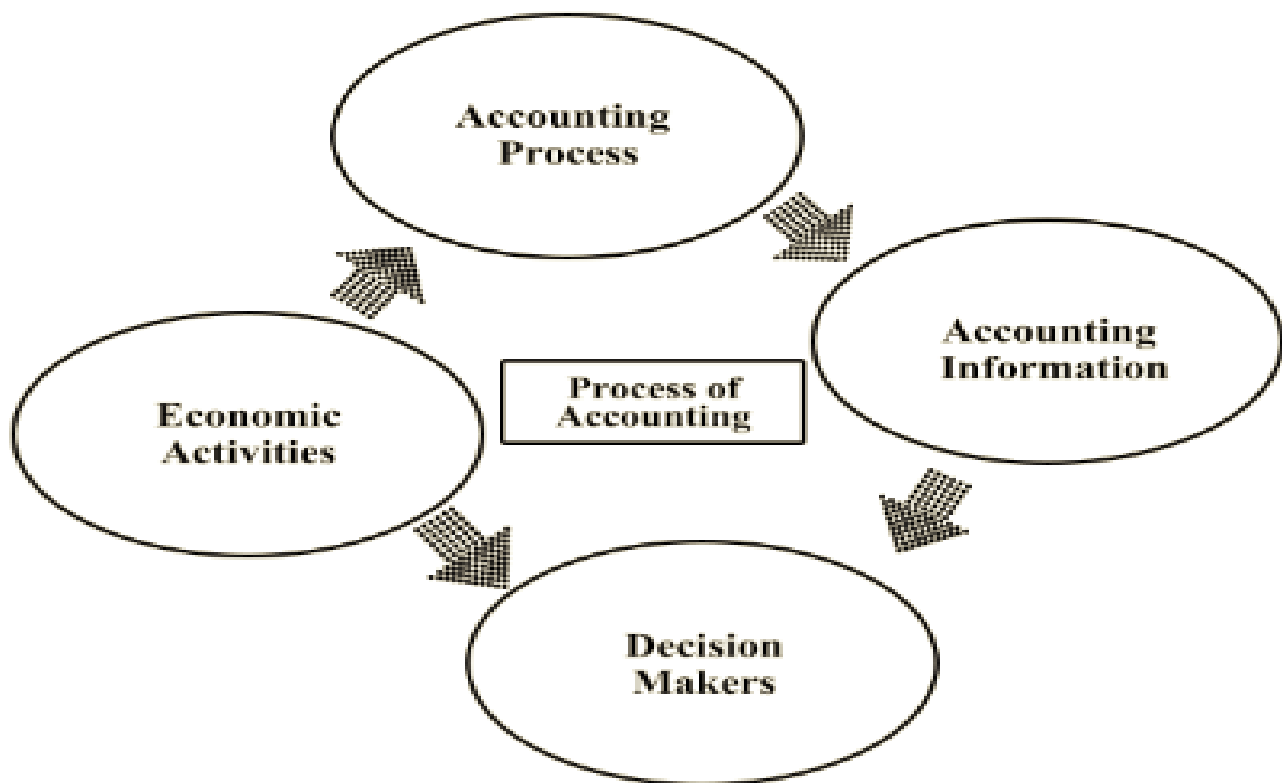 Accounting
Process
Accounting
Information
Process of
Accounting
Economic
Activities
Decision
Makers